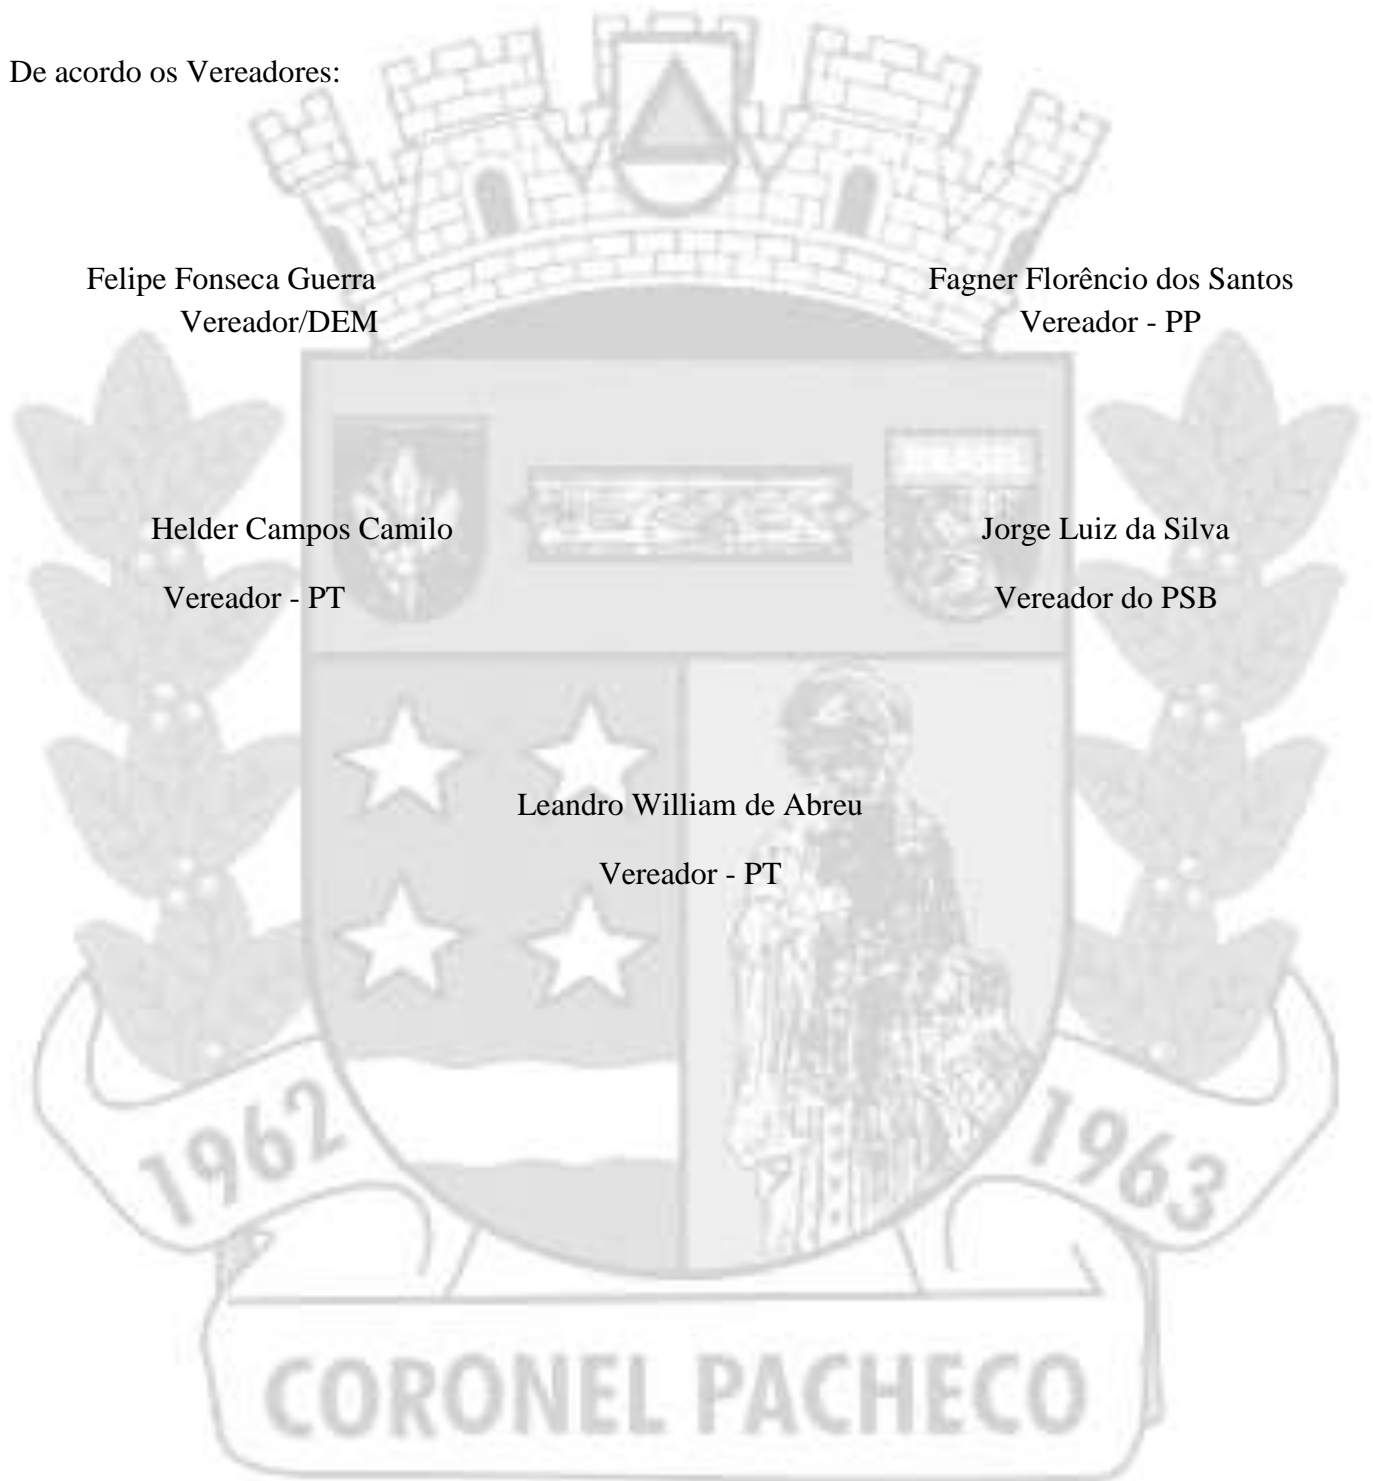 De acordo os Vereadores:
Felipe Fonseca Guerra
Vereador/DEM
Fagner Florêncio dos Santos
Vereador - PP
Helder Campos Camilo
Vereador - PT
Jorge Luiz da Silva
Vereador do PSB
Leandro William de Abreu
Vereador - PT
1962
1963
CORONEL PACHECO